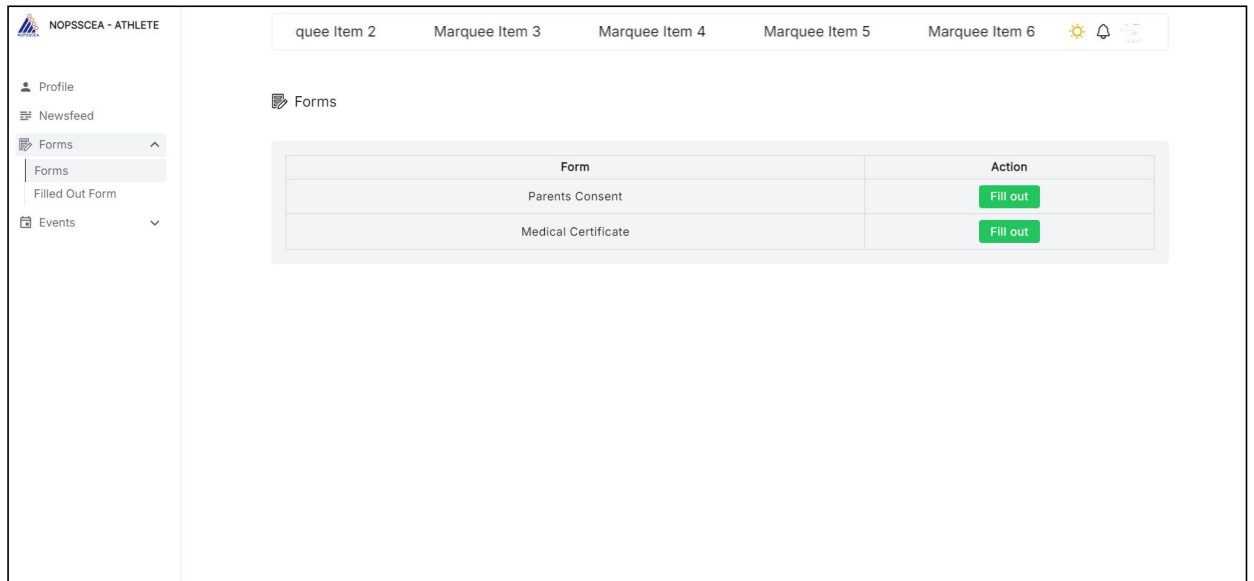 NOPSSCEA - ATHLETE
quee Item 2 Marquee Item 3 Marquee Item 4 Marquee Item 5 Marquee Item 6
Profile
Newsfeed
Forms
Forms
Filled Out Form
Events
Forms
Form Action
Parents Consent Fill out
Medical Certificate Fill out